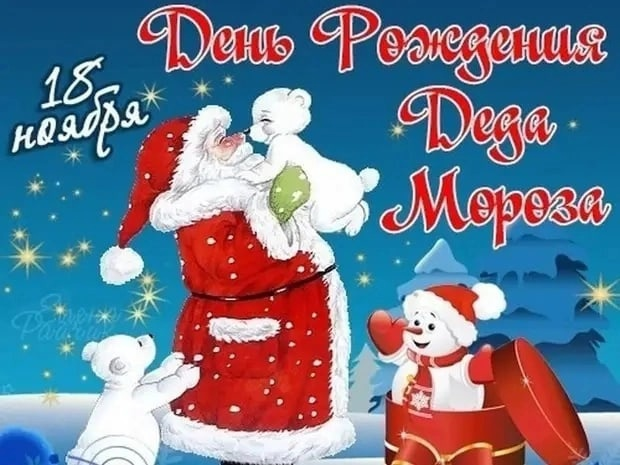 День Рождения
Деда
Мороза
18
ноября